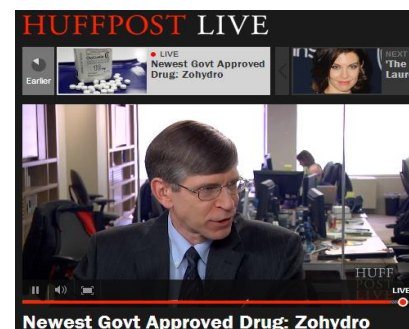 HUFFPOST LIVE
Earlier
LIVE
Newest Govt Approved
Drug: Zohydro
NEXT
'The
Laur
HUFF
POST
LIVE
LIVE
Newest Govt Approved Drug: Zohydro